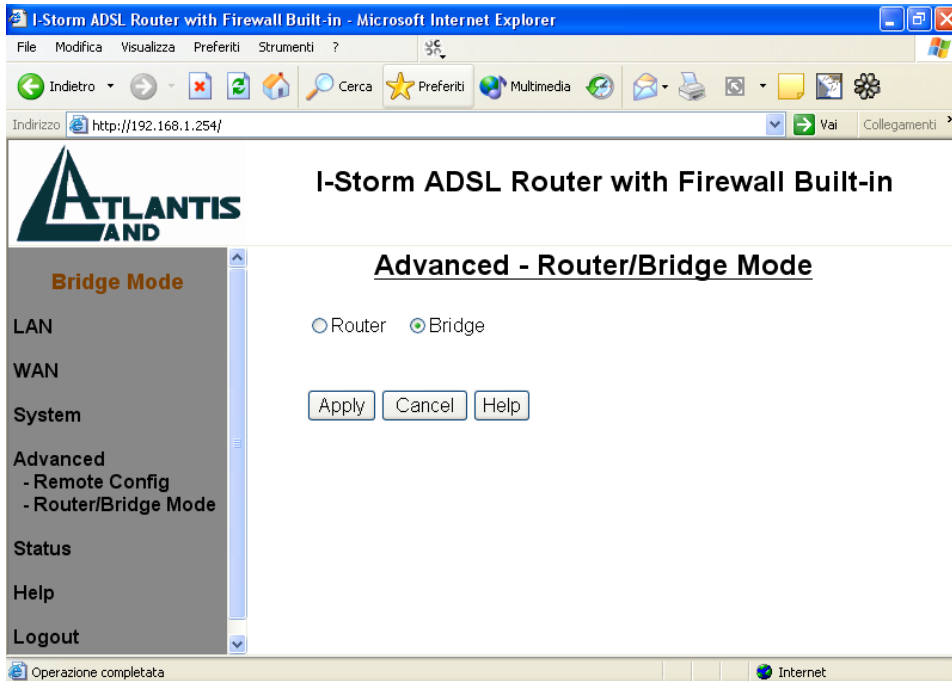 I-Storm ADSL Router with Firewall Built-in - Microsoft Internet Explorer
File Modifica Visualizza Preferiti Strumenti ?
Indietro Cerca Preferiti Multimedia
Indirizzo http://192.168.1.254/ Vai Collegamenti »
ATLANTIS
LAND
I-Storm ADSL Router with Firewall Built-in
Bridge Mode
LAN
WAN
System
Advanced
- Remote Config
- Router/Bridge Mode
Status
Help
Logout
Advanced - Router/Bridge Mode
Router Bridge
Apply Cancel Help
Operazione completata Internet